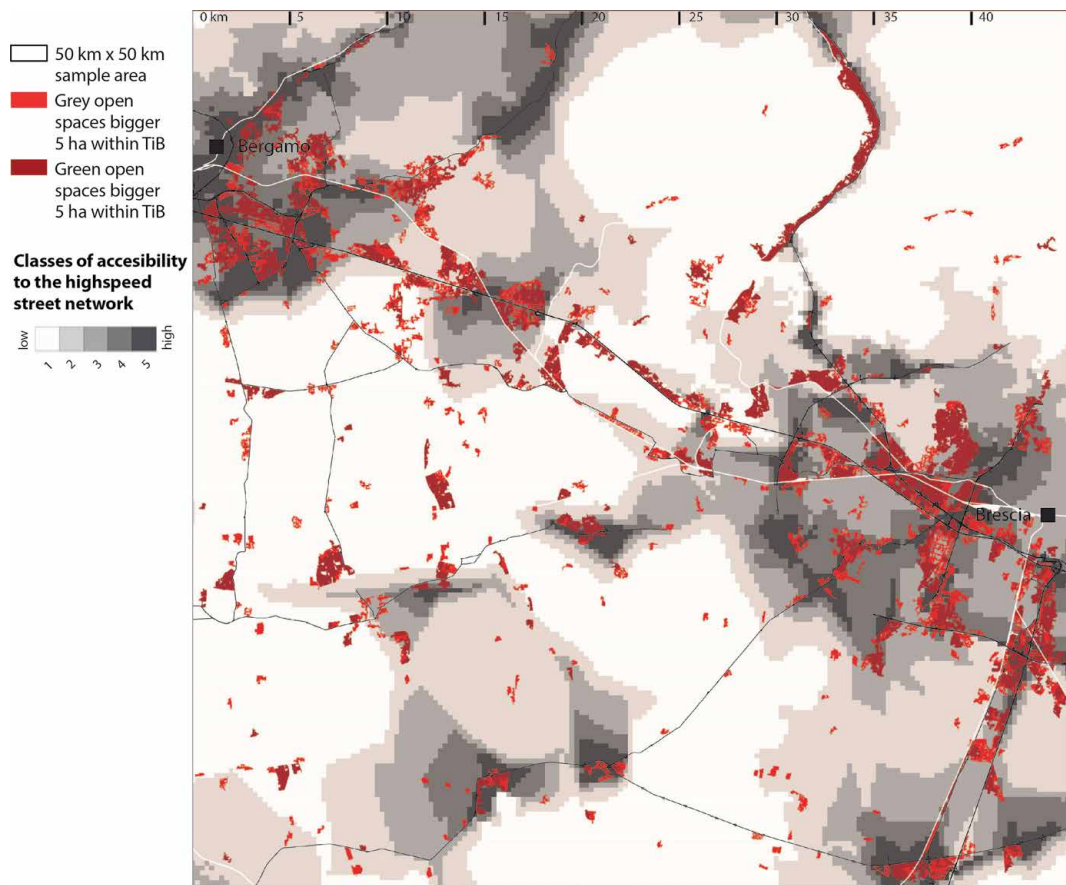 0 km 5 10 15 20 25 30 35 40
50 km x 50 km
sample area
Grey open
spaces bigger
5 ha within TiB
Green open
spaces bigger
5 ha within TiB
Classes of accesibility
to the highspeed
street network
low
high
1 2 3 4 5
Bergamo
Brescia